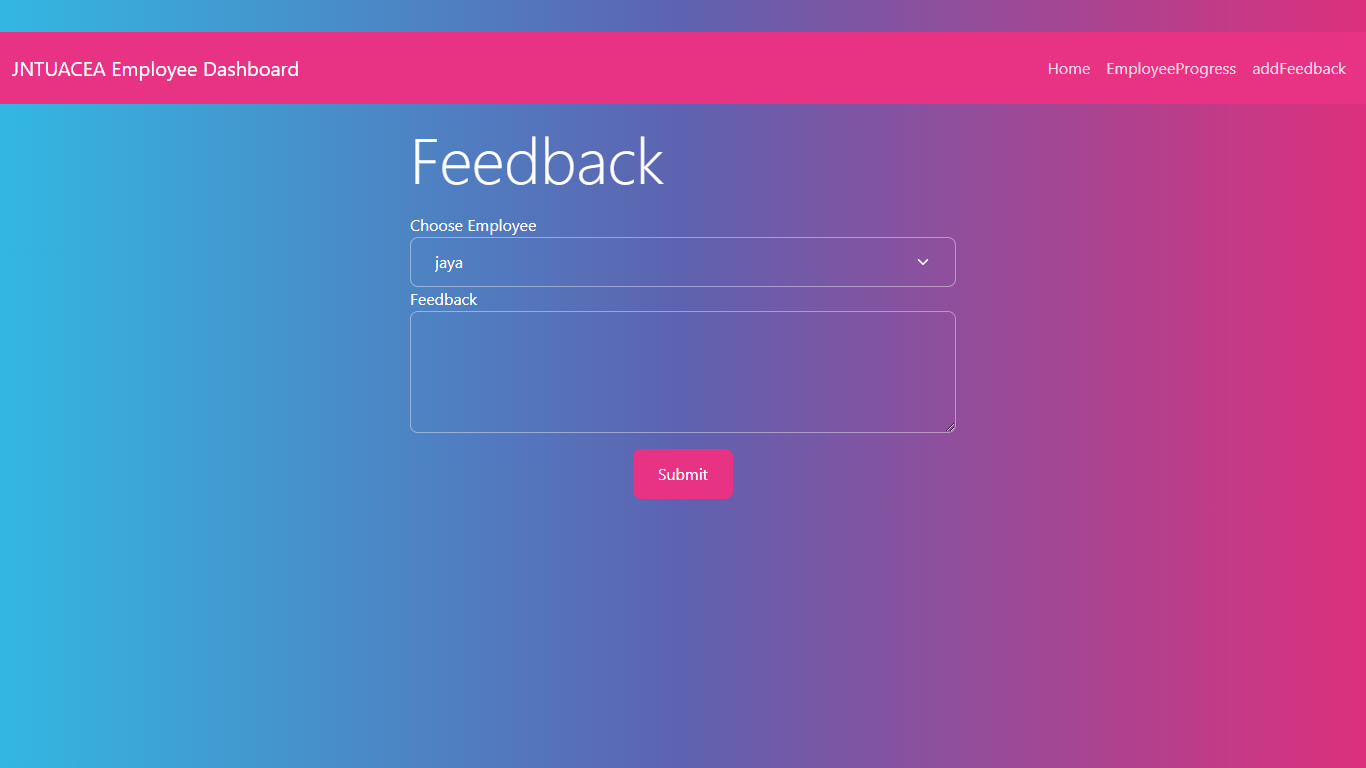 JNTUACEA Employee Dashboard
Home EmployeeProgress addFeedback
Feedback
Choose Employee
jaya
Feedback
Submit